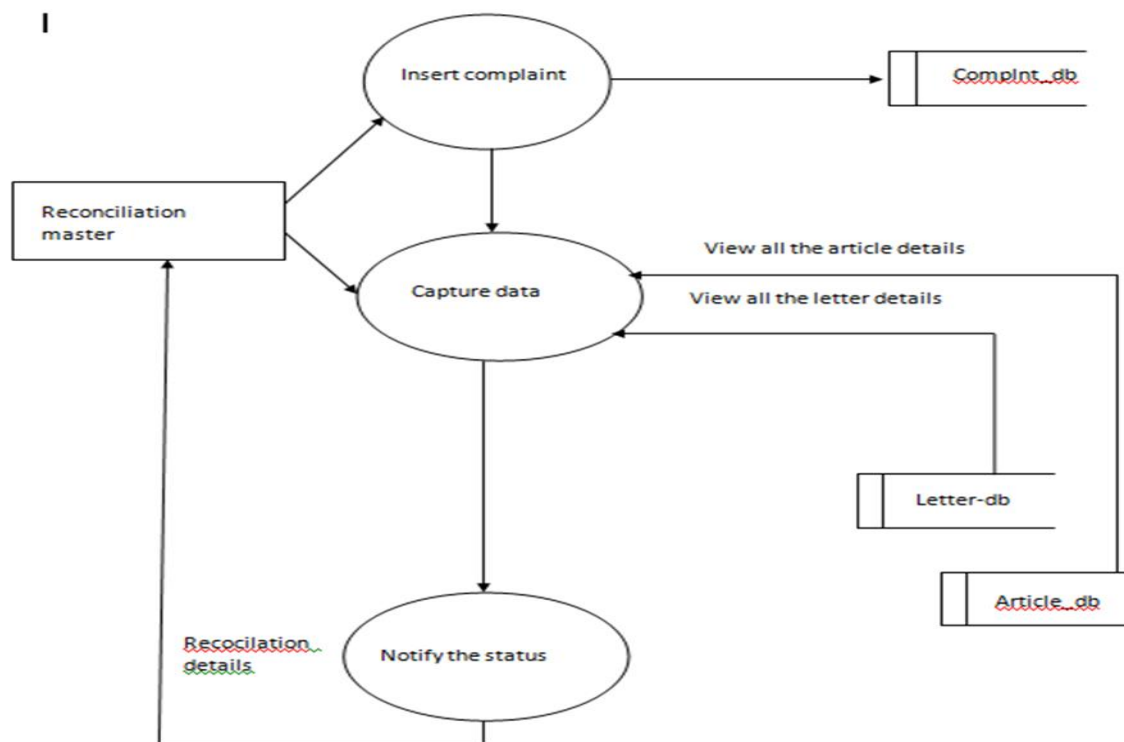 I
Insert complaint
Complnt_db
Reconciliation
master
View all the article details
Capture data
View all the letter details
Letter-db
Article_db
Recocilation
details
Notify the status